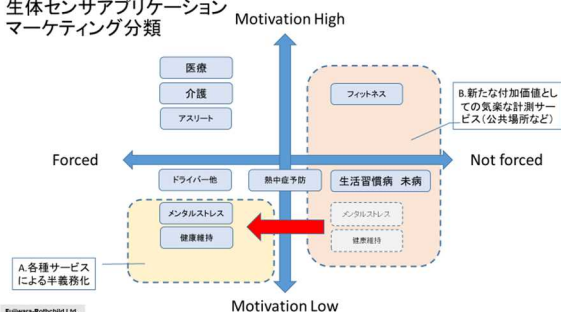 生体センサアプリケーション
マーケティング分類
Motivation High
医療
介護
アスリート
フィットネス
B.新たな付加価値とし
ての気楽な計測サー
ビス(公共場所など)
Forced
Not forced
ドライバー他
熱中症予防
生活習慣病 未病
メンタルストレス
健康維持
メンタルストレス
健康維持
A.各種サービス
による半義務化
Motivation Low
Fujiwara-Rothchild Ltd